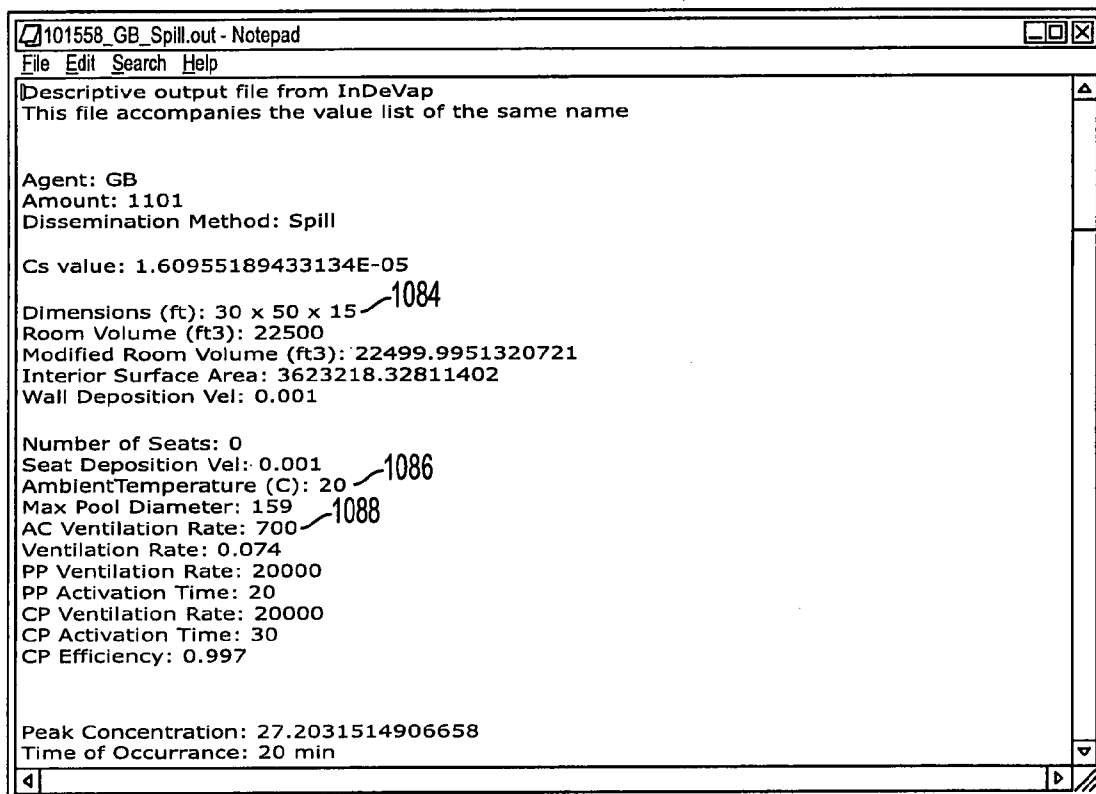 101558_GB_Spill.out - Notepad
File Edit Search Help
Descriptive output file from InDeVap
This file accompanies the value list of the same name
Agent: GB
Amount: 1101
Dissemination Method: Spill
Cs value: 1.60955189433134E-05
Dimensions (ft): 30 x 50 x 15 1084
Room Volume (ft3): 22500
Modified Room Volume (ft3): 22499.9951320721
Interior Surface Area: 3623218.32811402
Wall Deposition Vel: 0.001
Number of Seats: 0
Seat Deposition Vel: 0.001
AmbientTemperature (C): 20 1086
Max Pool Diameter: 159
AC Ventilation Rate: 700 1088
Ventilation Rate: 0.074
PP Ventilation Rate: 20000
PP Activation Time: 20
CP Ventilation Rate: 20000
CP Activation Time: 30
CP Efficiency: 0.997
Peak Concentration: 27.2031514906658
Time of Occurrance: 20 min